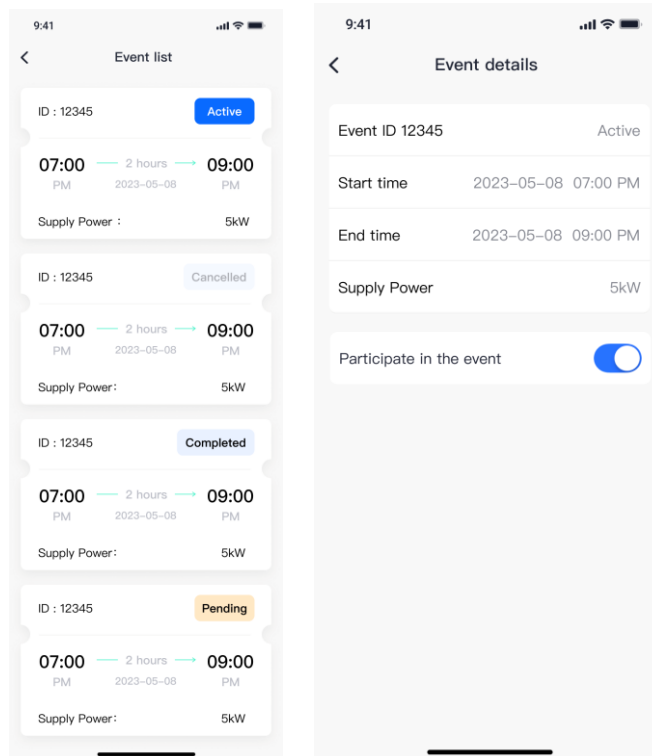 9:41
Event list
ID : 12345 Active
07:00 2 hours 09:00
PM 2023-05-08 PM
Supply Power : 5kW
ID : 12345 Cancelled
07:00 2 hours 09:00
PM 2023-05-08 PM
Supply Power: 5kW
ID : 12345 Completed
07:00 2 hours 09:00
PM 2023-05-08 PM
Supply Power: 5kW
ID : 12345 Pending
07:00 2 hours 09:00
PM 2023-05-08 PM
Supply Power: 5kW
9:41
Event details
Event ID 12345 Active
Start time 2023-05-08 07:00 PM
End time 2023-05-08 09:00 PM
Supply Power 5kW
Participate in the event